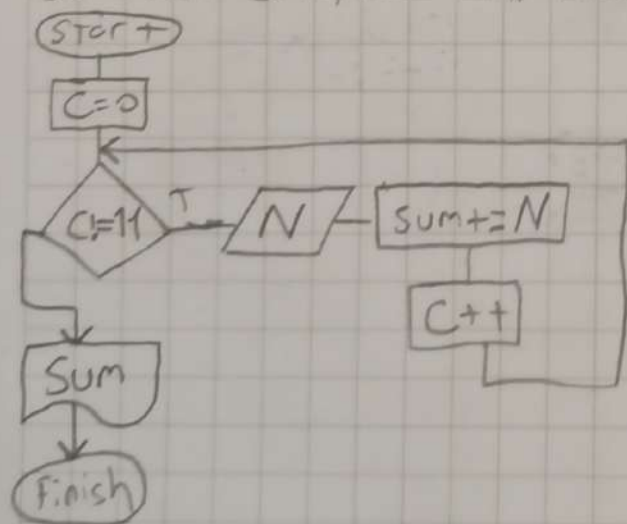 Start
C=0
C!=11
T
N
sum+=N
C++
Sum
Finish